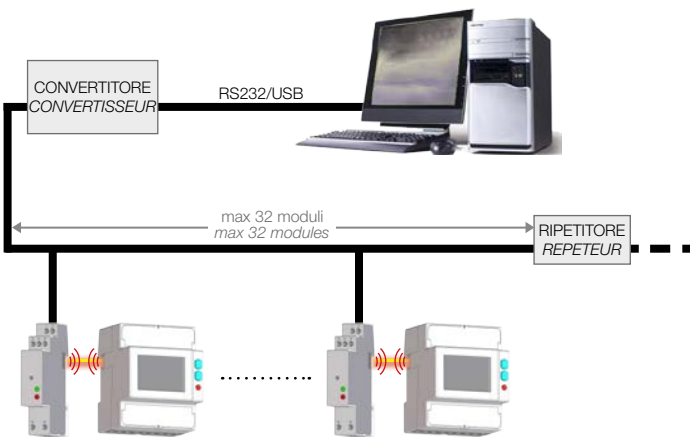 CONVERTITORE
CONVERTISSEUR
RS232/USB
max 32 moduli
max 32 modules
RIPETITORE
REPETEUR